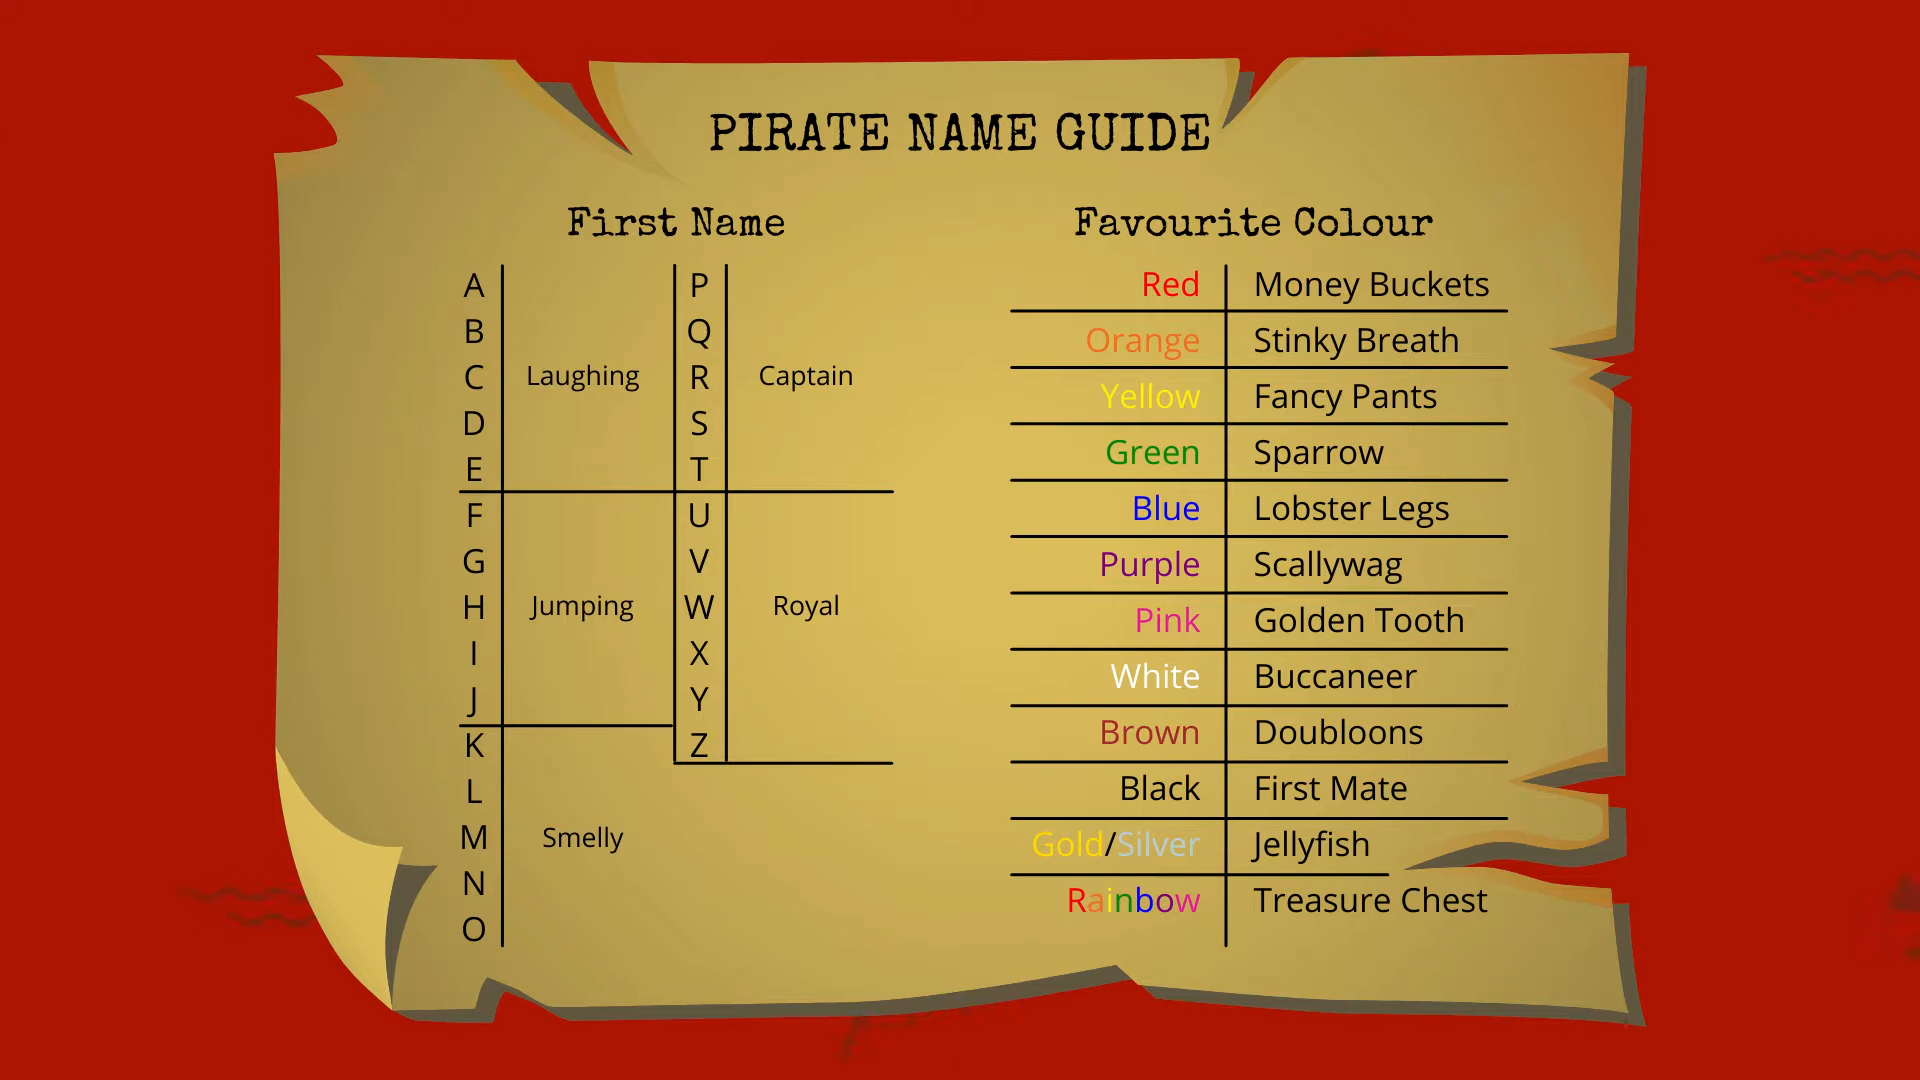 PIRATE NAME GUIDE
First Name
A
B
C
D
E
Laughing
F
G
H
I
J
Jumping
K
L
M
N
O
Smelly
P
Q
R
S
T
Captain
U
V
W
X
Y
Z
Royal
Favourite Colour
Red Money Buckets
Orange Stinky Breath
Yellow Fancy Pants
Green Sparrow
Blue Lobster Legs
Purple Scallywag
Pink Golden Tooth
White Buccaneer
Brown Doubloons
Black First Mate
Gold/Silver Jellyfish
Rainbow Treasure Chest